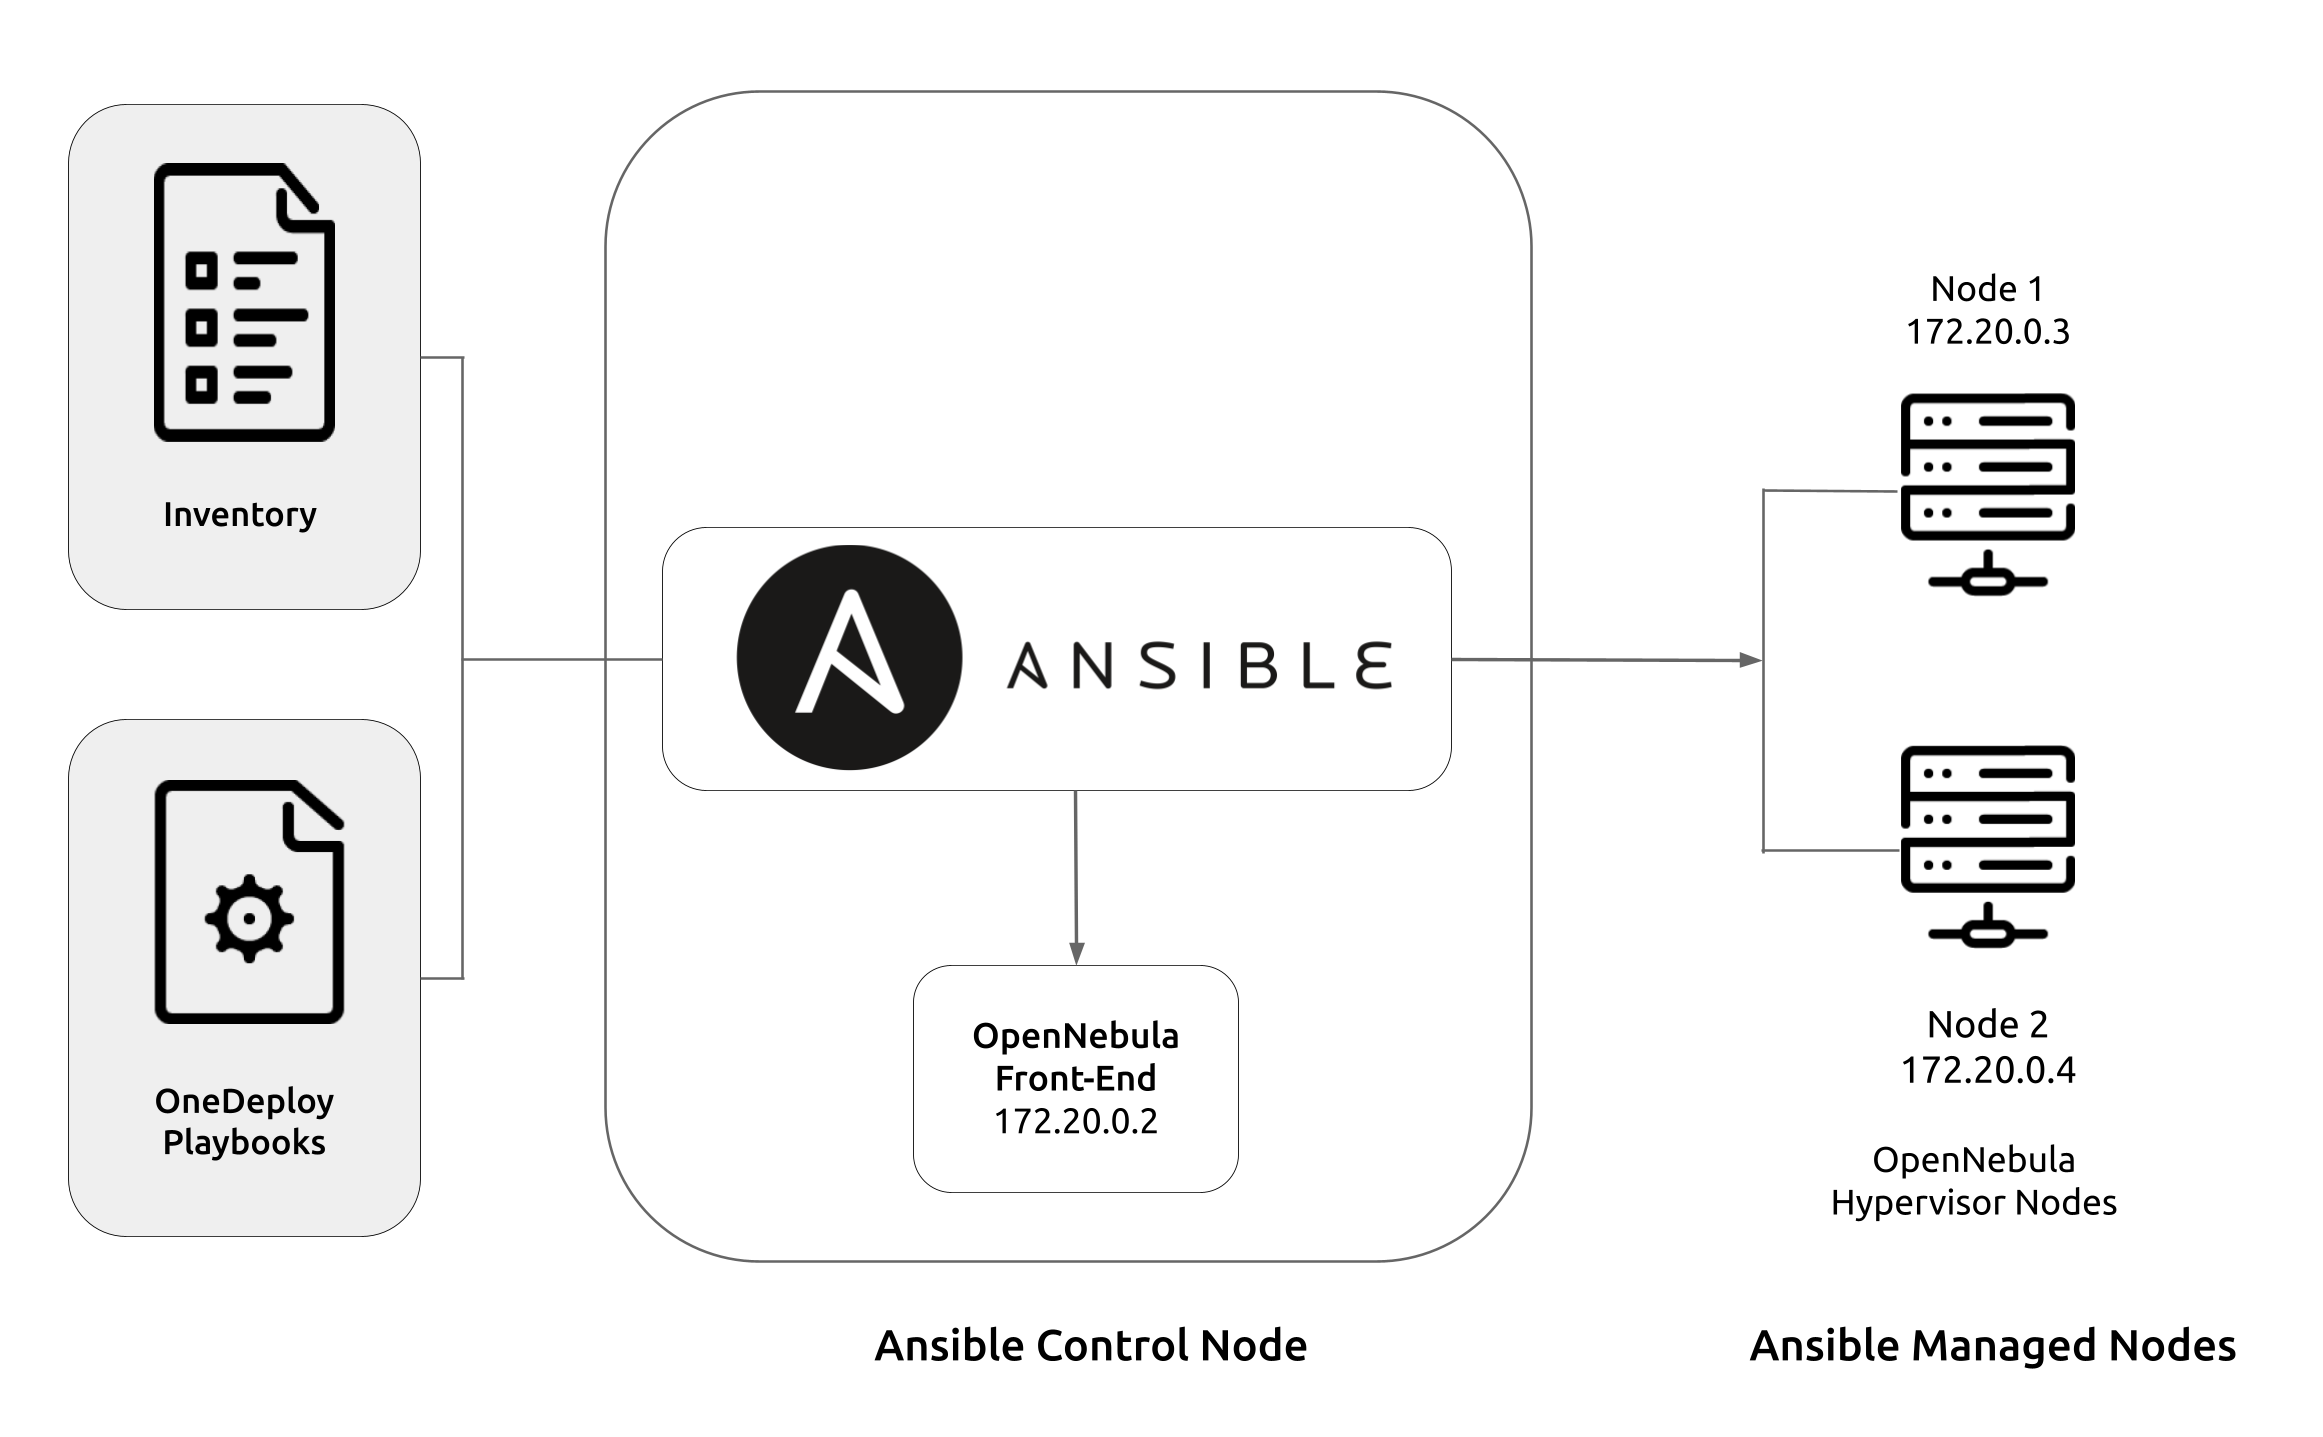 Inventory
OneDeploy
Playbooks
ANSIBLE
OpenNebula
Front-End
172.20.0.2
Ansible Control Node
Node 1
172.20.0.3
Node 2
172.20.0.4
OpenNebula
Hypervisor Nodes
Ansible Managed Nodes